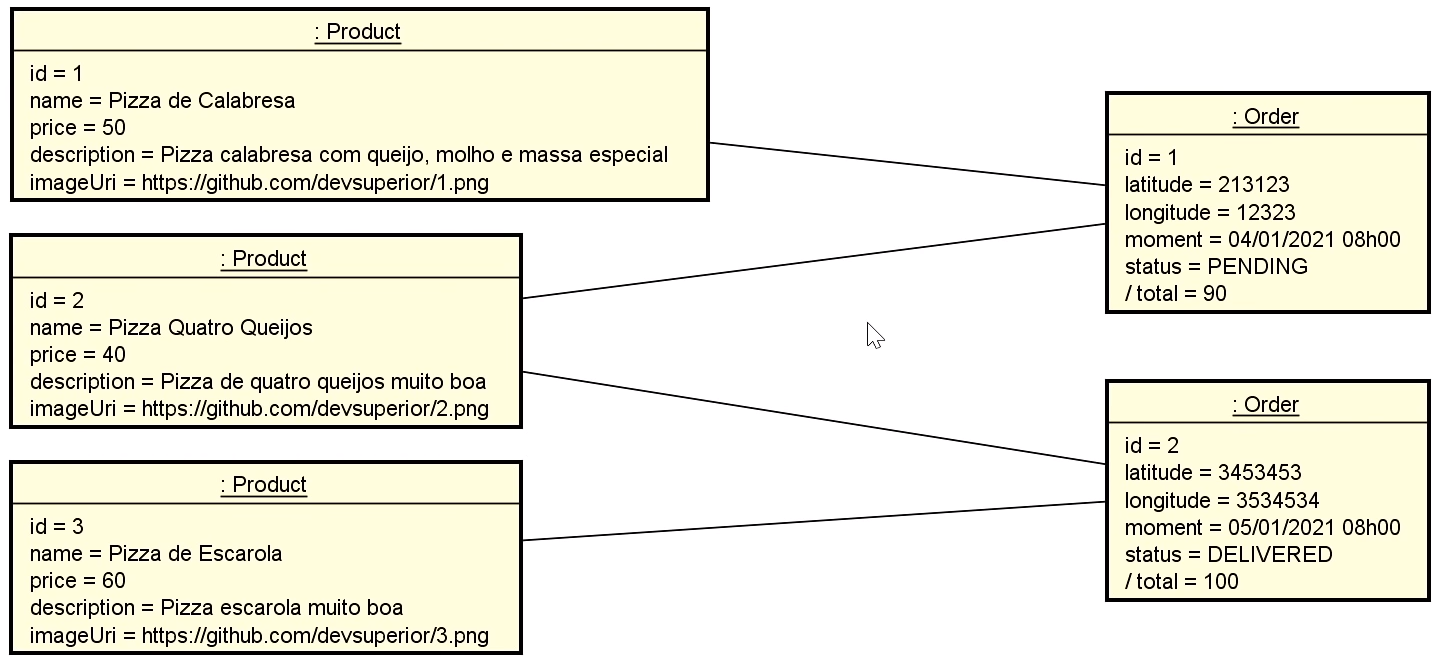 : Product
id = 1
name = Pizza de Calabresa
price = 50
description = Pizza calabresa com queijo, molho e massa especial
imageUri = https://github.com/devsuperior/1.png
: Product
id = 2
name = Pizza Quatro Queijos
price = 40
description = Pizza de quatro queijos muito boa
imageUri = https://github.com/devsuperior/2.png
: Product
id = 3
name = Pizza de Escarola
price = 60
description = Pizza escarola muito boa
imageUri = https://github.com/devsuperior/3.png
: Order
id = 1
latitude = 213123
longitude = 12323
moment = 04/01/2021 08h00
status = PENDING
/ total = 90
: Order
id = 2
latitude = 3453453
longitude = 3534534
moment = 05/01/2021 08h00
status = DELIVERED
/ total = 100